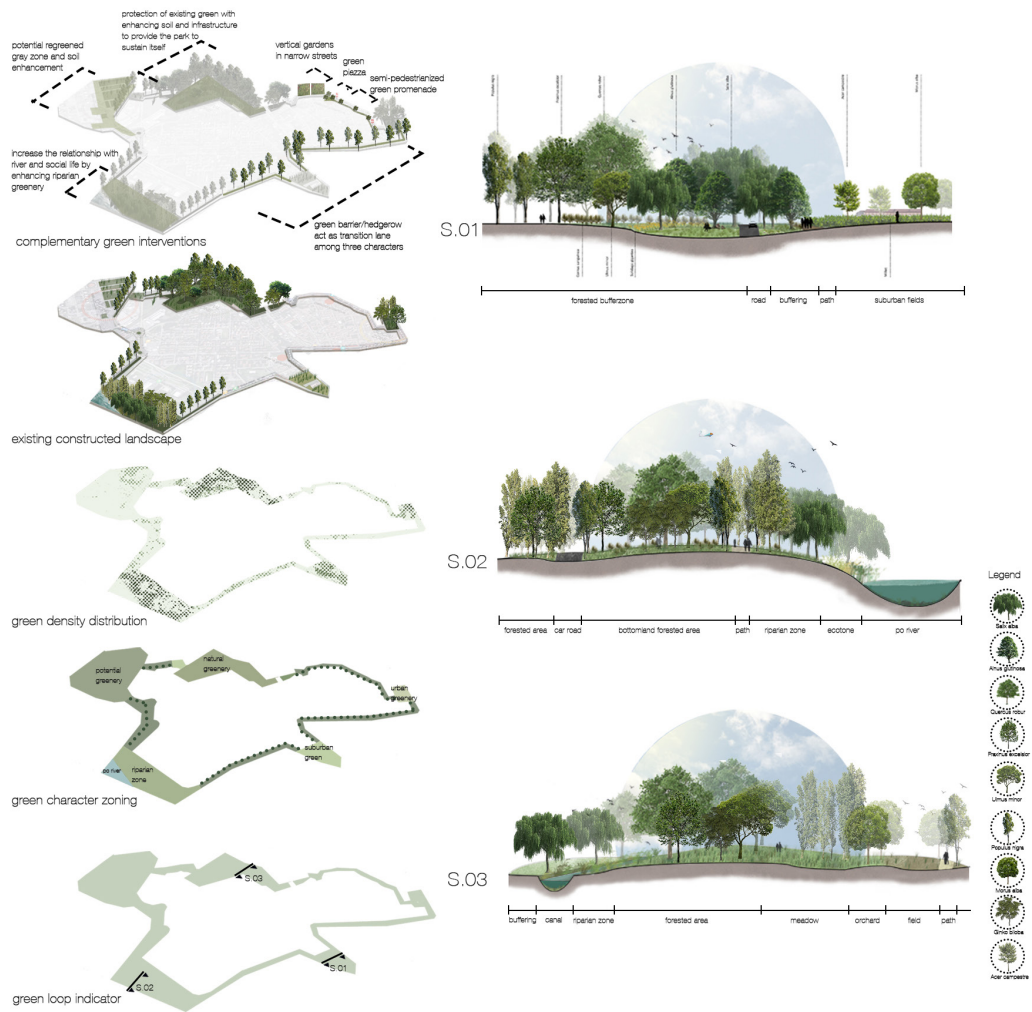 protection of existing green with
enhancing soil and infrastructure
to provide the park to
sustain itself
potential regreened
gray zone and soil
enhancement
vertical gardens
in narrow streets
green
piazza
semi-pedestrianized
green promenade
increase the relationship with
river and social life by
enhancing riparian
greenery
green barrier/hedgerow
act as transition lane
among three characters
complementary green interventions
existing constructed landscape
green density distribution
potential
greenery
natural
greenery
urban
greenery
suburban
green
po river
riparian
zone
green character zoning
S.03
S.01
S.02
green loop indicator
S.01
forested bufferzone
road
buffering
path
suburban fields
S.02
forested area
car road
bottomland forested area
path
riparian zone
ecotone
po river
S.03
buffering
canal
riparian zone
forested area
meadow
orchard
field
path
Legend
Salix alba
Alnus glutinosa
Quercus robur
Fraxinus excelsior
Ulmus minor
Populus nigra
Morus alba
Ginko biloba
Acer campestre